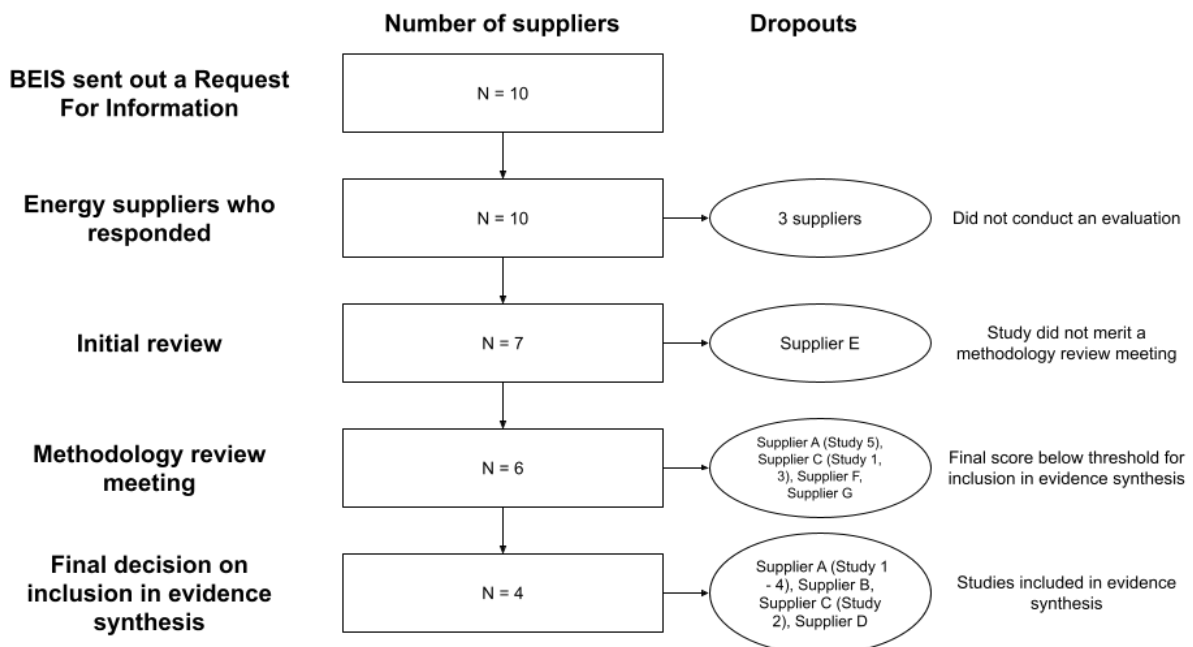 Number of suppliers
Dropouts
BEIS sent out a Request
For Information
N = 10
Energy suppliers who
responded
N = 10
3 suppliers
Did not conduct an evaluation
Initial review
N = 7
Supplier E
Study did not merit a
methodology review meeting
Methodology review
meeting
N = 6
Supplier A (Study 5),
Supplier C (Study 1,
3), Supplier F,
Supplier G
Final score below threshold for
inclusion in evidence synthesis
Final decision on
inclusion in evidence
synthesis
N = 4
Supplier A (Study 1
- 4), Supplier B,
Supplier C (Study
2), Supplier D
Studies included in evidence
synthesis